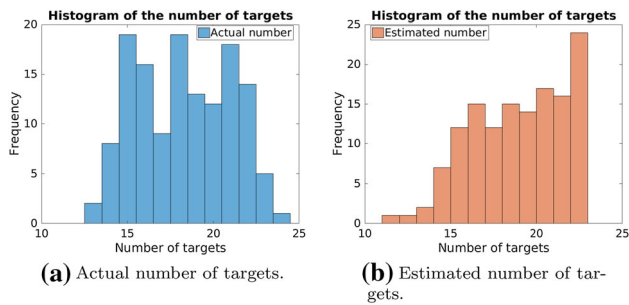 Histogram of the number of targets
Actual number
20
15
10
5
0
Frequency
10
15
20
25
Number of targets
(a) Actual number of targets.
Histogram of the number of targets
Estimated number
25
20
15
10
5
0
Frequency
10
15
20
25
Number of targets
(b) Estimated number of tar-
gets.